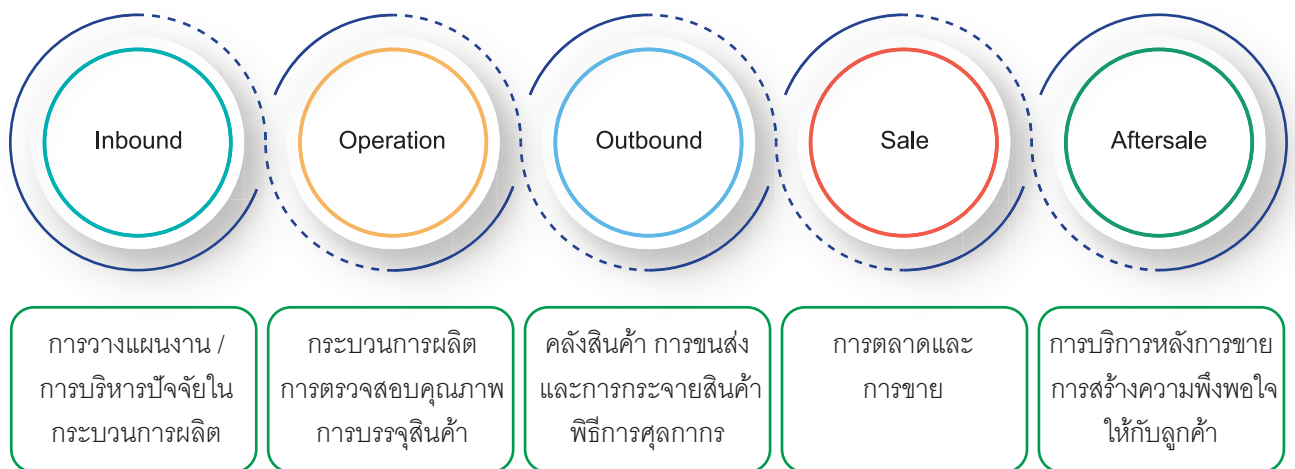 Inbound
Operation
Outbound
Sale
Aftersale
การวางแผนงาน /
การบริหารปัจจัยใน
กระบวนการผลิต
กระบวนการผลิต
การตรวจสอบคุณภาพ
การบรรจุสินค้า
คลังสินค้า การขนส่ง
และการกระจายสินค้า
พิธีการศุลกากร
การตลาดและ
การขาย
การบริการหลังการขาย
การสร้างความพึงพอใจ
ให้กับลูกค้า